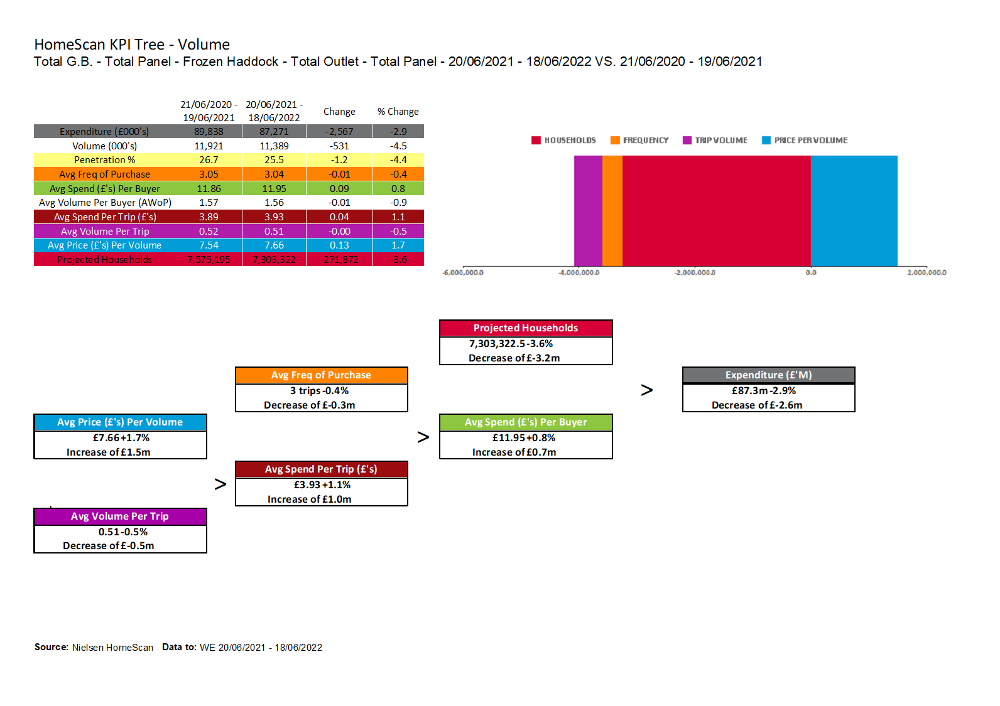 HomeScan KPI Tree - Volume
Total G.B. - Total Panel - Frozen Haddock - Total Outlet - Total Panel - 20/06/2021 - 18/06/2022 VS. 21/06/2020 - 19/06/2021
21/06/2020 - 19/06/2021 20/06/2021 - 18/06/2022 Change % Change
Expenditure (£000's) 89,838 87,271 -2,567 -2.9
Volume (000's) 11,921 11,389 -531 -4.5
Penetration % 26.7 25.5 -1.2 -4.4
Avg Freq of Purchase 3.05 3.04 -0.01 -0.4
Avg Spend (£'s) Per Buyer 11.86 11.95 0.09 0.8
Avg Volume Per Buyer (AWoP) 1.57 1.56 -0.01 -0.9
Avg Spend Per Trip (£'s) 3.89 3.93 0.04 1.1
Avg Volume Per Trip 0.52 0.51 -0.00 -0.5
Avg Price (£'s) Per Volume 7.54 7.66 0.13 1.7
Projected Households 7,575,195 7,303,322 -271,872 -3.6
HOUSEHOLDS FREQUENCY TRIP VOLUME PRICE PER VOLUME
-6,000,000.0 -4,000,000.0 -2,000,000.0 0.0 2,000,000.0
Projected Households
7,303,322.5 -3.6%
Decrease of £-3.2m
Avg Freq of Purchase
3 trips -0.4%
Decrease of £-0.3m
>
Expenditure (£'M)
£87.3m -2.9%
Decrease of £-2.6m
Avg Price (£'s) Per Volume
£7.66 +1.7%
Increase of £1.5m
>
Avg Spend (£'s) Per Buyer
£11.95 +0.8%
Increase of £0.7m
>
Avg Spend Per Trip (£'s)
£3.93 +1.1%
Increase of £1.0m
Avg Volume Per Trip
0.51 -0.5%
Decrease of £-0.5m
Source: Nielsen HomeScan Data to: WE 20/06/2021 - 18/06/2022